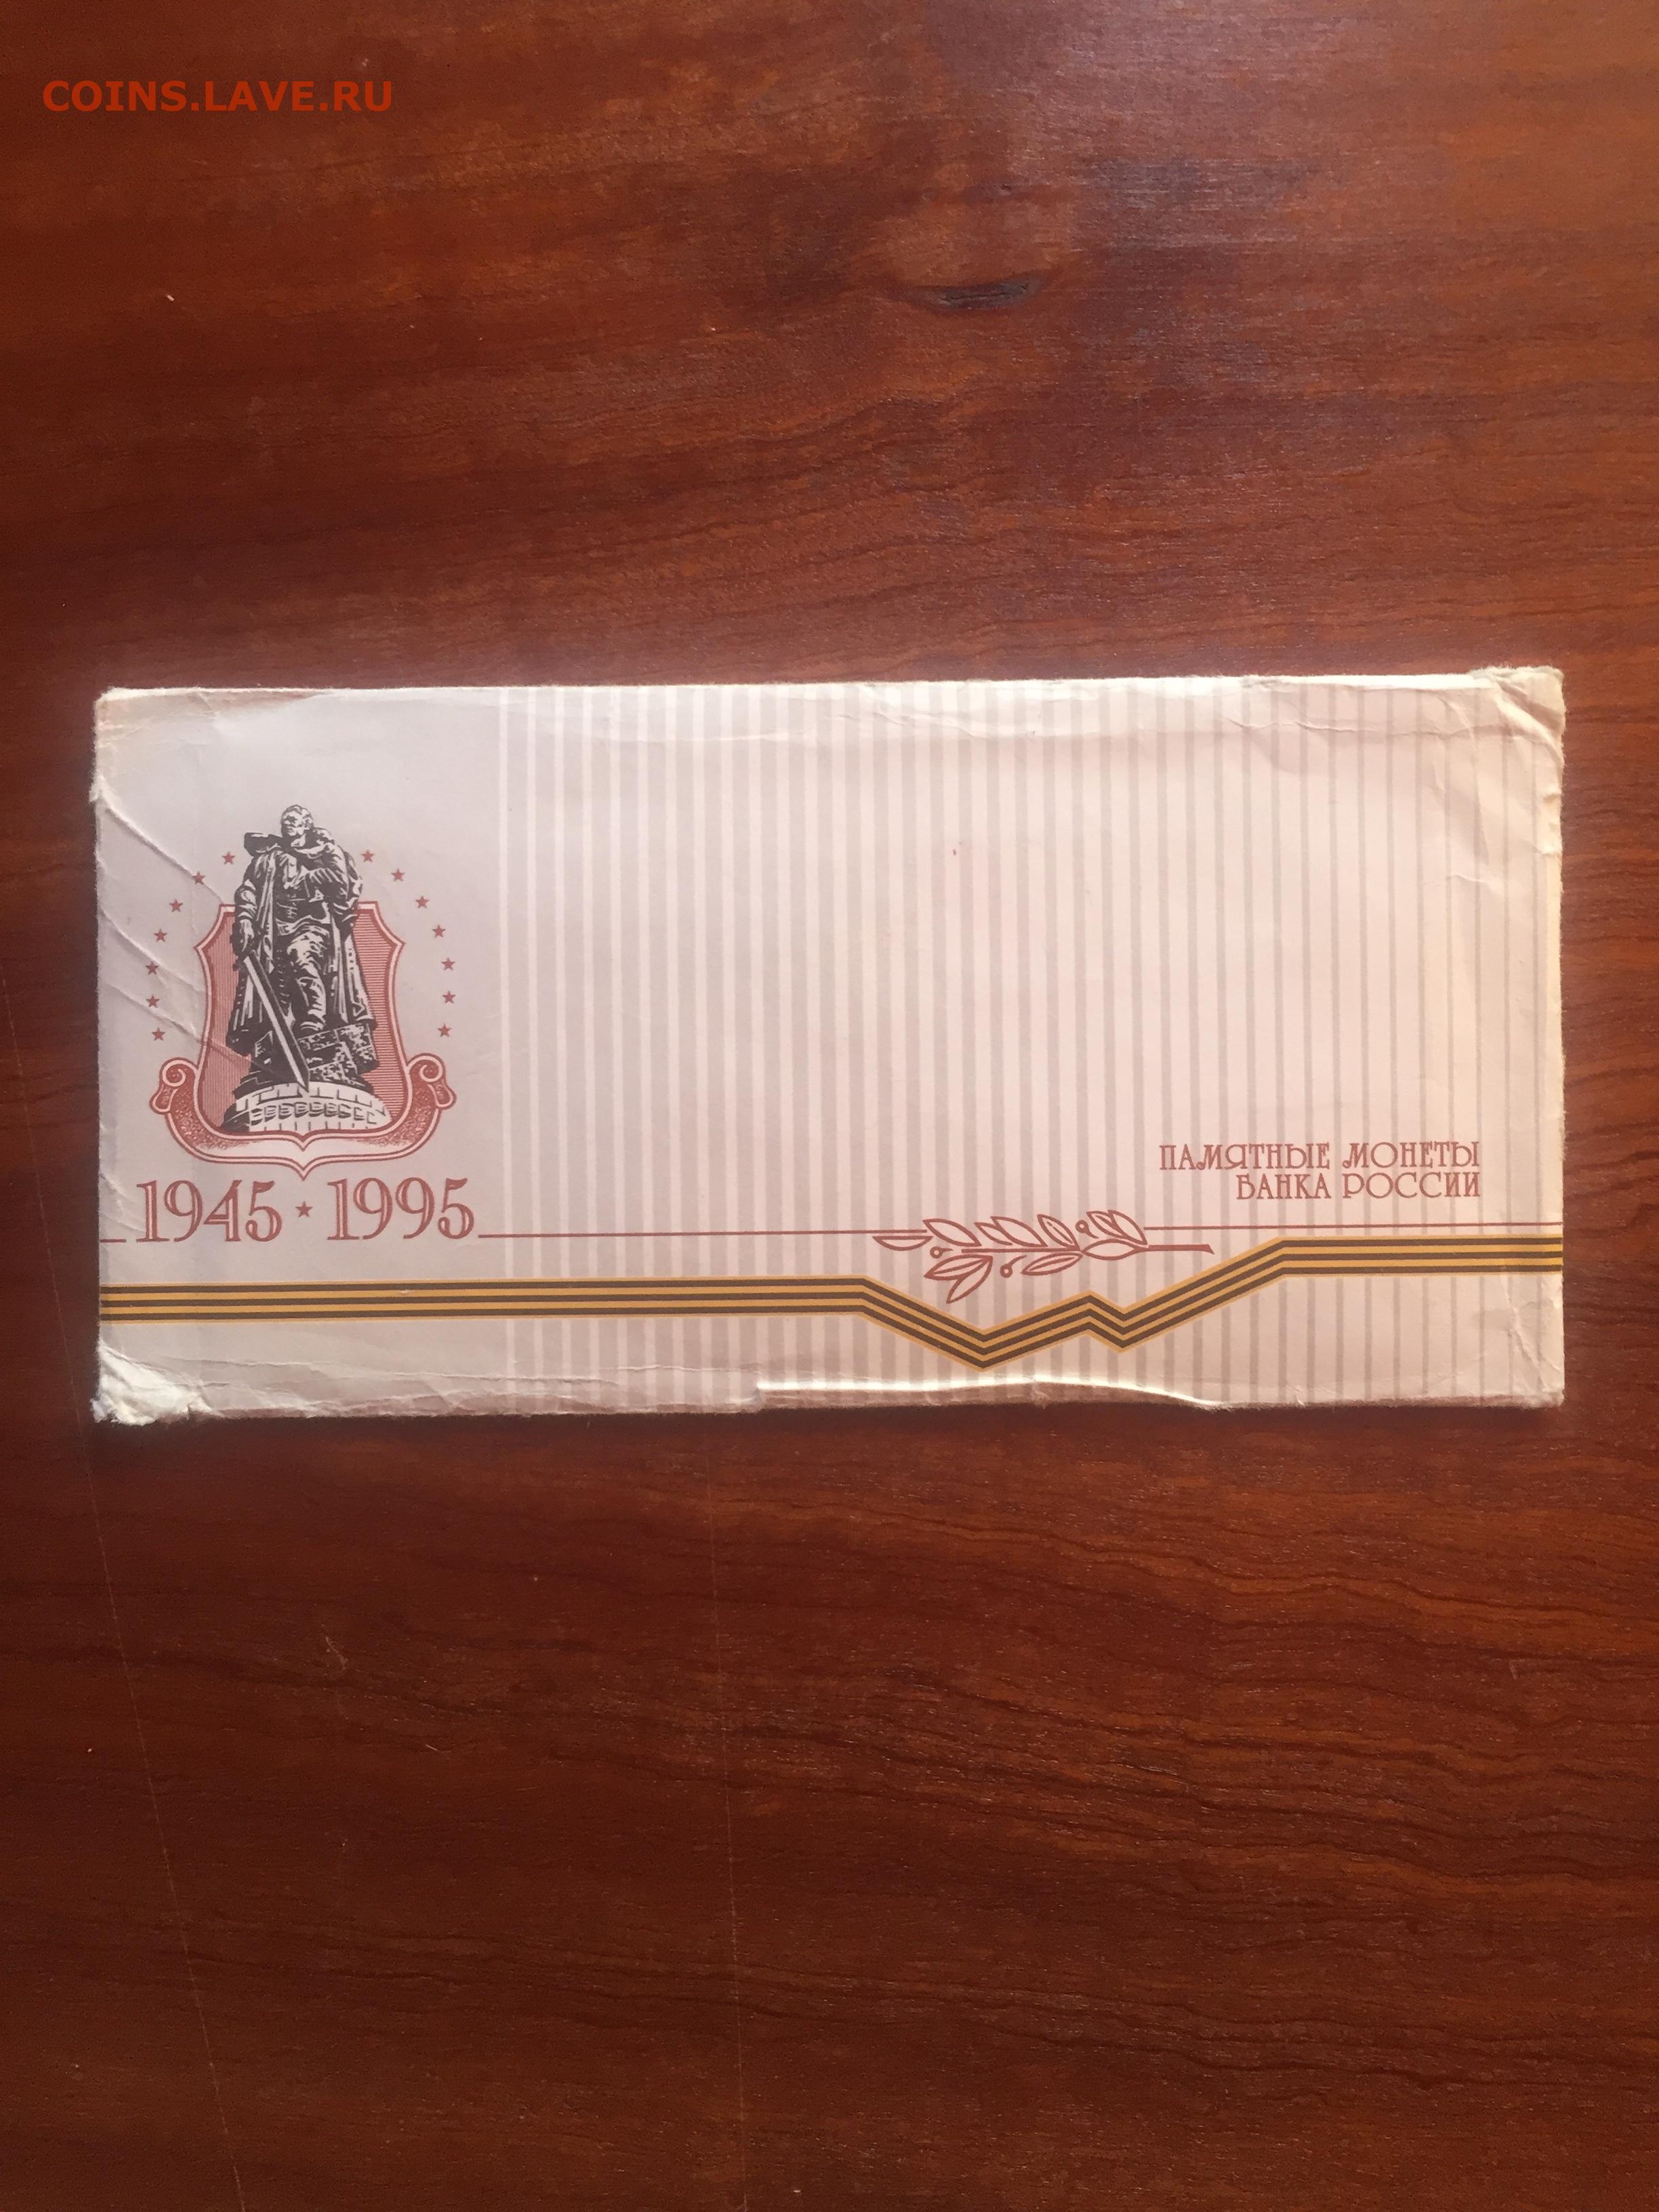 COINS.LAVE.RU
ПАМЯТНЫЕ МОНЕТЫ
БАНКА РОССИИ
1945 ★ 1995